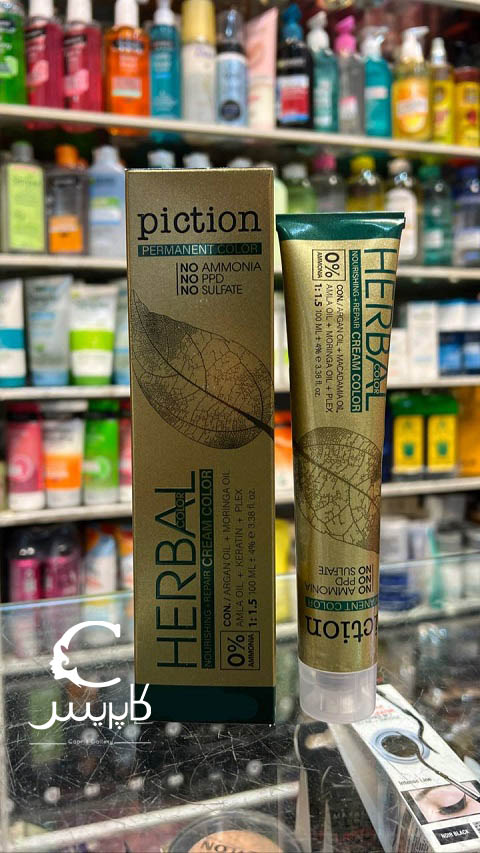 piction
PERMANENT COLOR
NO AMMONIA
NO PPD
NO SULFATE
HERBAL
COLOR
NOURISHING + REPAIR CREAM COLOR
CON./ ARGAN OIL + MORINGA OIL
AMLA OIL + KERATIN + PLEX
0%
AMMONIA
1: 1.5 100 ML ± 4% e 3.38 fl. oz.
HERBAL
COLOR
NOURISHING + REPAIR CREAM COLOR
CON./ ARGAN OIL + MACADAMIA OIL
AMLA OIL + MORINGA OIL + PLEX
0%
AMMONIA
1: 1.5 100 ML ± 4% e 3.38 fl. oz.
NO AMMONIA
NO PPD
NO SULFATE
MANENT COLOR
iction
کاپریس
Intense Line
NOIR BLACK